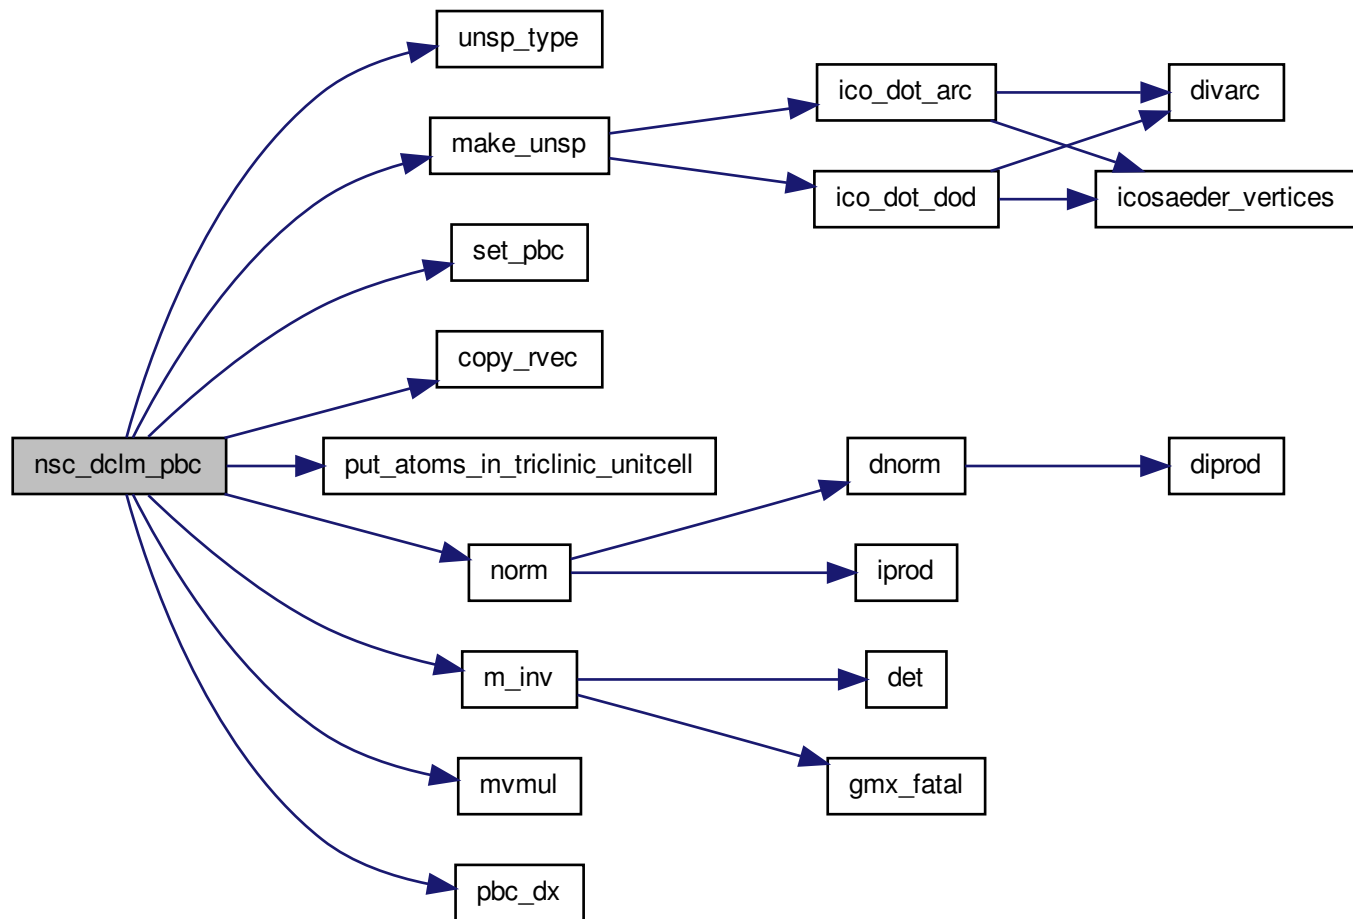 unsp_type
ico_dot_arc
divarc
make_unsp
ico_dot_dod
icosaeder_vertices
set_pbc
copy_rvec
nsc_dclm_pbc
put_atoms_in_triclinic_unitcell
dnorm
diprod
norm
iprod
m_inv
det
mvmul
gmx_fatal
pbc_dx